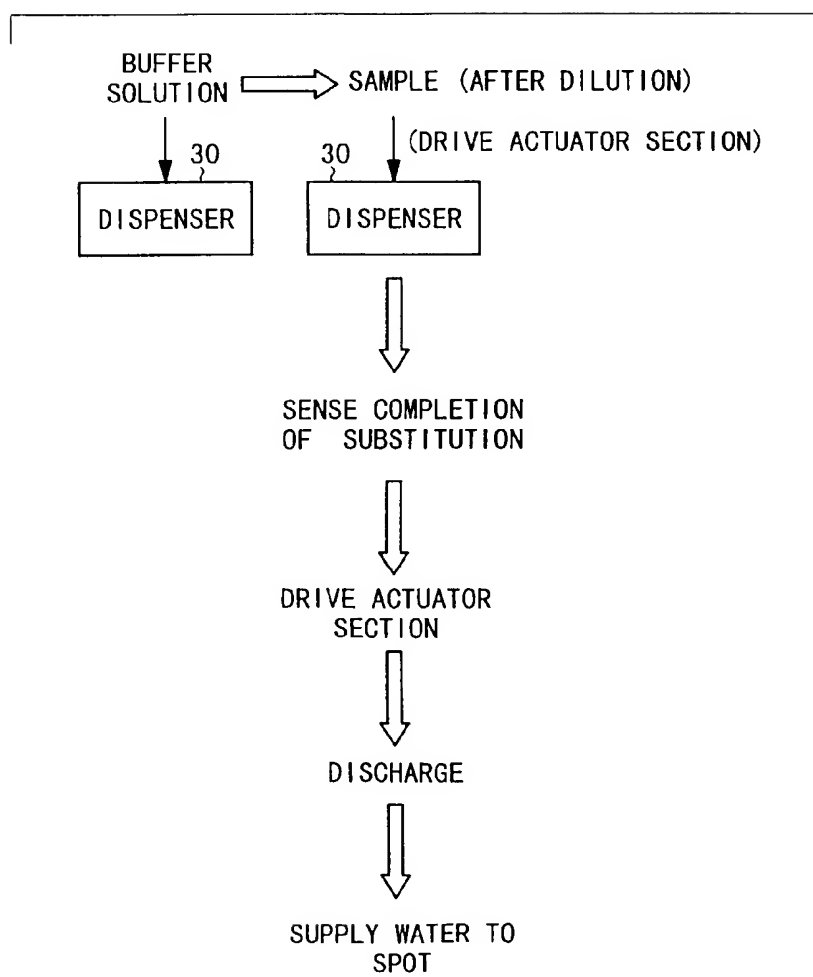 BUFFER
SOLUTION
SAMPLE (AFTER DILUTION)
(DRIVE ACTUATOR SECTION)
30
30
DISPENSER
DISPENSER
SENSE COMPLETION
OF SUBSTITUTION
DRIVE ACTUATOR
SECTION
DISCHARGE
SUPPLY WATER TO
SPOT